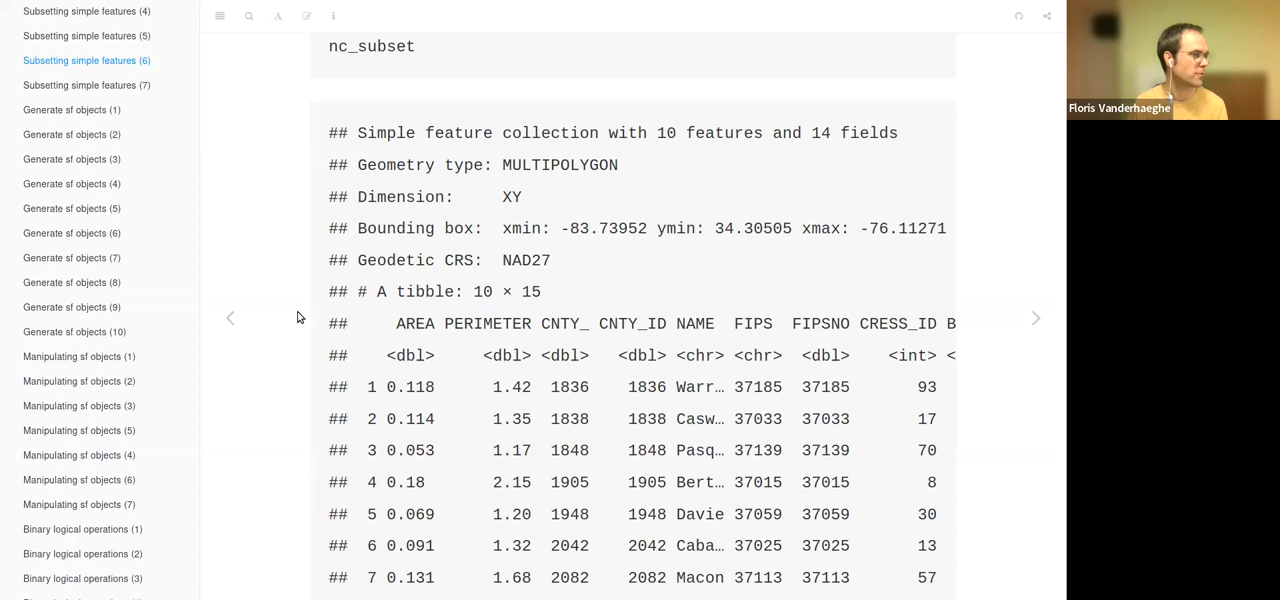 Subsetting simple features (4)
Subsetting simple features (5)
Subsetting simple features (6)
Subsetting simple features (7)
Generate sf objects (1)
Generate sf objects (2)
Generate sf objects (3)
Generate sf objects (4)
Generate sf objects (5)
Generate sf objects (6)
Generate sf objects (7)
Generate sf objects (8)
Generate sf objects (9)
Generate sf objects (10)
Manipulating sf objects (1)
Manipulating sf objects (2)
Manipulating sf objects (3)
Manipulating sf objects (5)
Manipulating sf objects (4)
Manipulating sf objects (6)
Manipulating sf objects (7)
Binary logical operations (1)
Binary logical operations (2)
Binary logical operations (3)
nc_subset
## Simple feature collection with 10 features and 14 fields
## Geometry type: MULTIPOLYGON
## Dimension: XY
## Bounding box: xmin: -83.73952 ymin: 34.30505 xmax: -76.11271
## Geodetic CRS: NAD27
## # A tibble: 10 × 15
## AREA PERIMETER CNTY_ CNTY_ID NAME FIPS FIPSNO CRESS_ID B
## <dbl> <dbl> <dbl> <dbl> <chr> <chr> <dbl> <int> <
## 1 0.118 1.42 1836 1836 Warr… 37185 37185 93
## 2 0.114 1.35 1838 1838 Casw… 37033 37033 17
## 3 0.053 1.17 1848 1848 Pasq… 37139 37139 70
## 4 0.18 2.15 1905 1905 Bert… 37015 37015 8
## 5 0.069 1.20 1948 1948 Davie 37059 37059 30
## 6 0.091 1.32 2042 2042 Caba… 37025 37025 13
## 7 0.131 1.68 2082 2082 Macon 37113 37113 57
Floris Vanderhaeghe